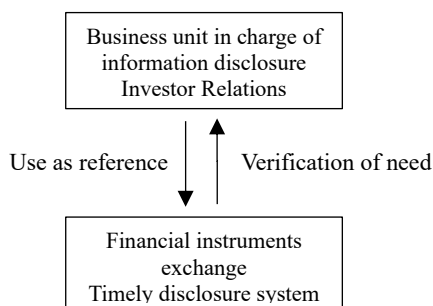 Business unit in charge of
information disclosure
Investor Relations
Use as reference
Verification of need
Financial instruments
exchange
Timely disclosure system